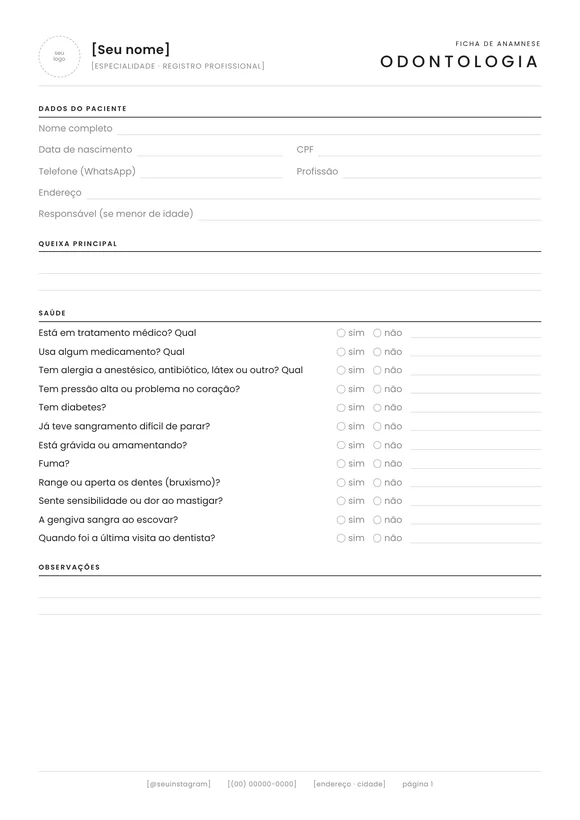 seu
logo
[Seu nome]
[ESPECIALIDADE · REGISTRO PROFISSIONAL]
FICHA DE ANAMNESE
ODONTOLOGIA
DADOS DO PACIENTE
Nome completo
Data de nascimento CPF
Telefone (WhatsApp) Profissão
Endereço
Responsável (se menor de idade)
QUEIXA PRINCIPAL
SAÚDE
Está em tratamento médico? Qual sim não
Usa algum medicamento? Qual sim não
Tem alergia a anestésico, antibiótico, látex ou outro? Qual sim não
Tem pressão alta ou problema no coração? sim não
Tem diabetes? sim não
Já teve sangramento difícil de parar? sim não
Está grávida ou amamentando? sim não
Fuma? sim não
Range ou aperta os dentes (bruxismo)? sim não
Sente sensibilidade ou dor ao mastigar? sim não
A gengiva sangra ao escovar? sim não
Quando foi a última visita ao dentista? sim não
OBSERVAÇÕES
[@seuinstagram] [(00) 00000-0000] [endereço · cidade] página 1